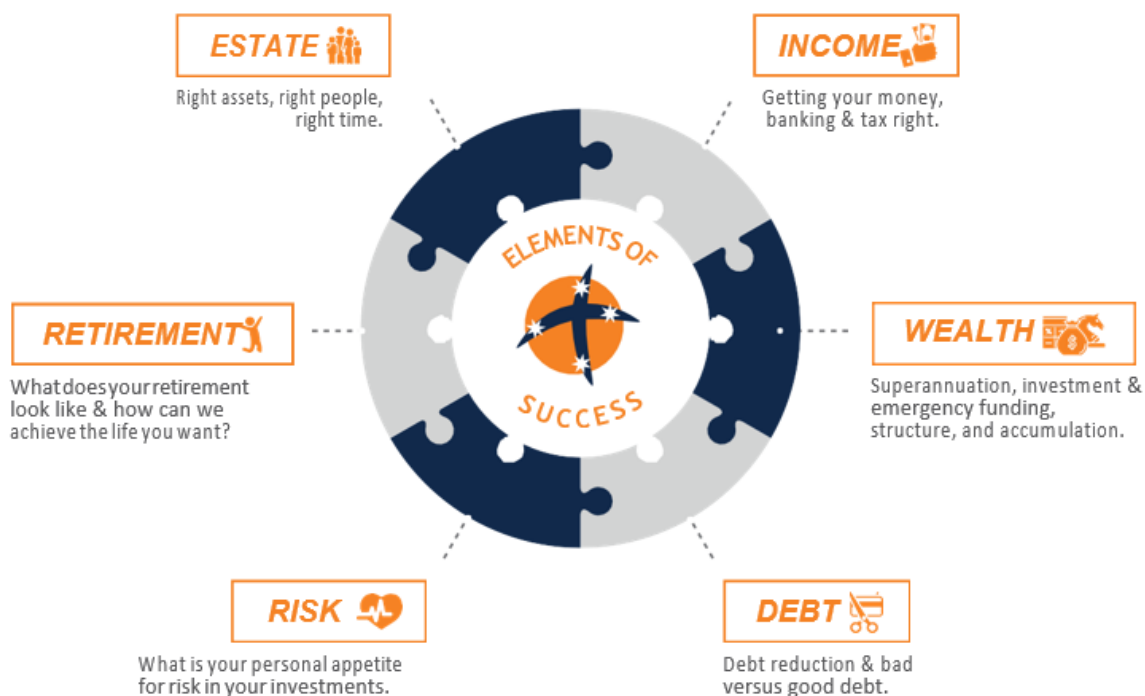 ESTATE
Right assets, right people,
right time.
INCOME
Getting your money,
banking & tax right.
ELEMENTS OF
SUCCESS
RETIREMENT
What does your retirement
look like & how can we
achieve the life you want?
WEALTH
Superannuation, investment &
emergency funding,
structure, and accumulation.
RISK
What is your personal appetite
for risk in your investments.
DEBT
Debt reduction & bad
versus good debt.